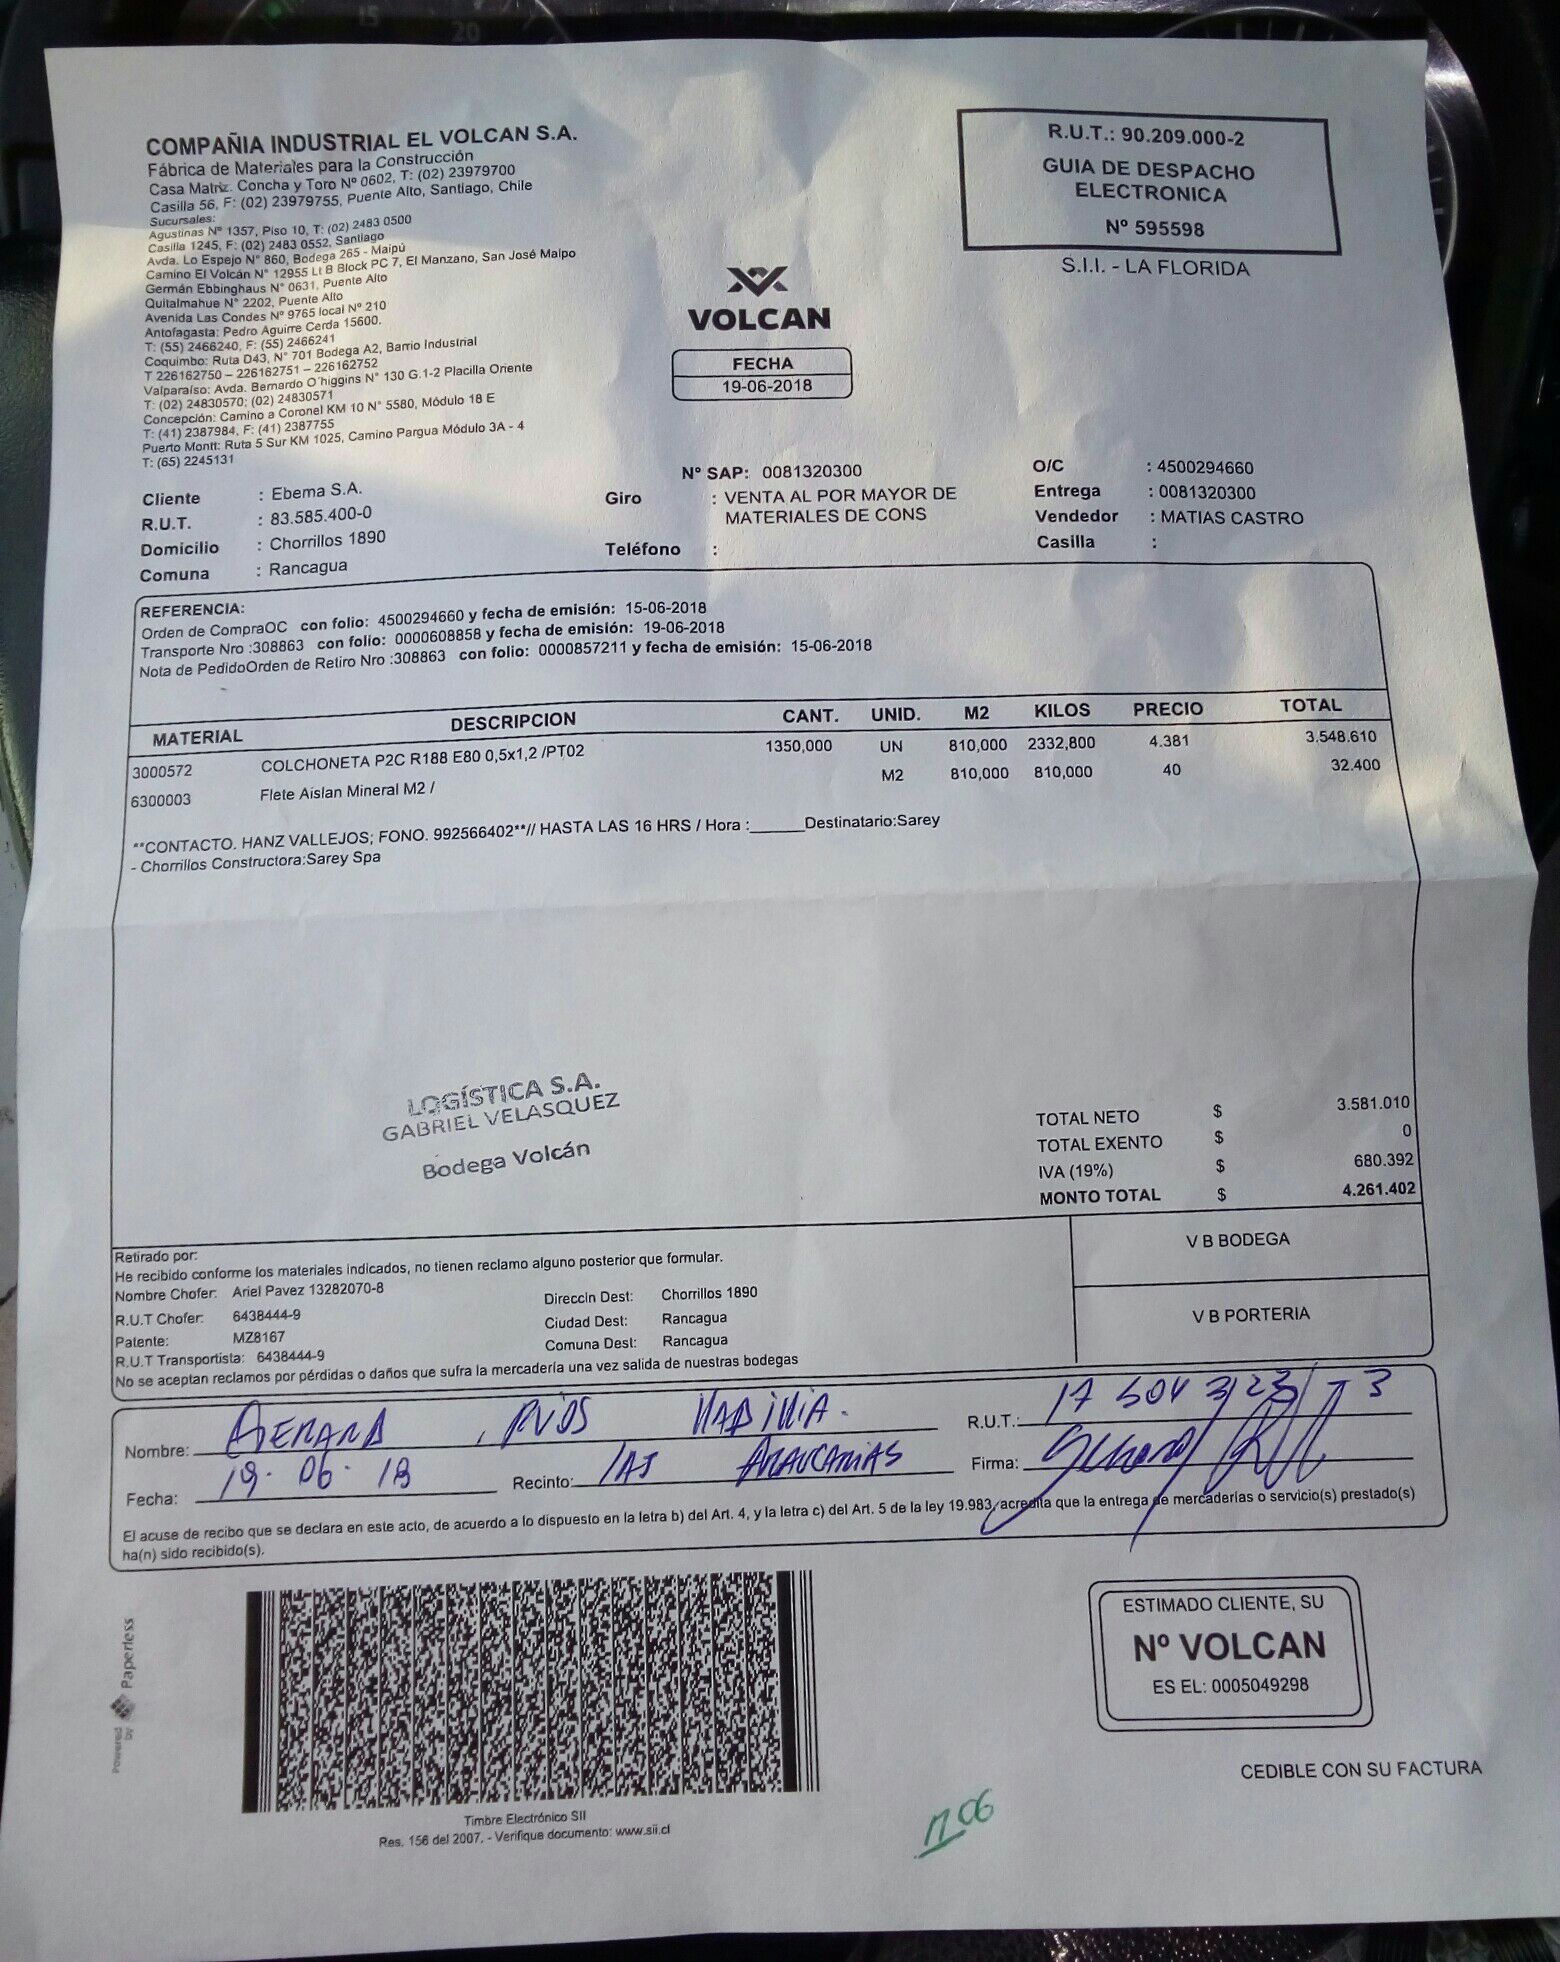 COMPAÑIA INDUSTRIAL EL VOLCAN S.A.
Fábrica de Materiales para la Construcción
Casa Matriz. Concha y Toro Nº 0602, T: (02) 23979700
Casilla 56, F: (02) 23979755, Puente Alto, Santiago, Chile
Sucursales:
Agustinas Nº 1357, Piso 10, T: (02) 2483 0500
Casilla 1245, F: (02) 2483 0552, Santiago
Avda. Lo Espejo N° 860, Bodega 265 - Maipú
Camino El Volcán N° 12955 Lt B Block PC 7, El Manzano, San José Maipo
Germán Ebbinghaus N° 0631, Puente Alto
Quitalmahue N° 2202, Puente Alto
Avenida Las Condes Nº 9765 local Nº 210
Antofagasta: Pedro Aguirre Cerda 15600.
T: (55) 2466240, F: (55) 2466241
Coquimbo: Ruta D43, N° 701 Bodega A2, Barrio Industrial
T 226162750 – 226162751 – 226162752
Valparaíso: Avda. Bernardo O´higgins N° 130 G.1-2 Placilla Oriente
T: (02) 24830570; (02) 24830571
Concepción: Camino a Coronel KM 10 N° 5580, Módulo 18 E
T: (41) 2387984, F: (41) 2387755
Puerto Montt: Ruta 5 Sur KM 1025, Camino Pargua Módulo 3A - 4
T: (65) 2245131
R.U.T.: 90.209.000-2
GUIA DE DESPACHO
ELECTRONICA
Nº 595598
S.I.I. - LA FLORIDA
VOLCAN
FECHA
19-06-2018
Nº SAP: 0081320300
Cliente : Ebema S.A.
R.U.T. : 83.585.400-0
Domicilio : Chorrillos 1890
Comuna : Rancagua
Giro : VENTA AL POR MAYOR DE
MATERIALES DE CONS
Teléfono :
O/C : 4500294660
Entrega : 0081320300
Vendedor : MATIAS CASTRO
Casilla :
REFERENCIA:
Orden de CompraOC con folio: 4500294660 y fecha de emisión: 15-06-2018
Transporte Nro :308863 con folio: 0000608858 y fecha de emisión: 19-06-2018
Nota de PedidoOrden de Retiro Nro :308863 con folio: 0000857211 y fecha de emisión: 15-06-2018
MATERIAL DESCRIPCION CANT. UNID. M2 KILOS PRECIO TOTAL
3000572 COLCHONETA P2C R188 E80 0,5x1,2 /PT02 1350,000 UN 810,000 2332,800 4.381 3.548.610
6300003 Flete Aislan Mineral M2 / M2 810,000 810,000 40 32.400
**CONTACTO. HANZ VALLEJOS; FONO. 992566402**// HASTA LAS 16 HRS / Hora :______Destinatario:Sarey
- Chorrillos Constructora:Sarey Spa
LOGÍSTICA S.A.
GABRIEL VELASQUEZ
Bodega Volcán
TOTAL NETO $ 3.581.010
TOTAL EXENTO $ 0
IVA (19%) $ 680.392
MONTO TOTAL $ 4.261.402
Retirado por:
He recibido conforme los materiales indicados, no tienen reclamo alguno posterior que formular.
Nombre Chofer: Ariel Pavez 13282070-8
R.U.T Chofer: 6438444-9
Patente: MZ8167
R.U.T Transportista: 6438444-9
Direccin Dest: Chorrillos 1890
Ciudad Dest: Rancagua
Comuna Dest: Rancagua
No se aceptan reclamos por pérdidas o daños que sufra la mercadería una vez salida de nuestras bodegas
V B BODEGA
V B PORTERIA
Nombre:
R.U.T.:
Fecha: 19-06-18 Recinto: LAS ARAUCARIAS Firma:
El acuse de recibo que se declara en este acto, de acuerdo a lo dispuesto en la letra b) del Art. 4, y la letra c) del Art. 5 de la ley 19.983, acredita que la entrega de mercaderías o servicio(s) prestado(s)
ha(n) sido recibido(s).
Powered by Paperless
Timbre Electrónico SII
Res. 156 del 2007. - Verifique documento: www.sii.cl
ESTIMADO CLIENTE, SU
Nº VOLCAN
ES EL: 0005049298
CEDIBLE CON SU FACTURA